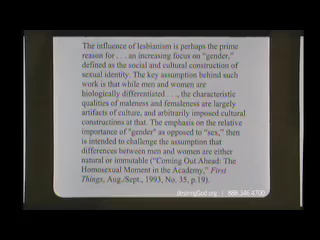 The influence of lesbianism is perhaps the prime
reason for . . . an increasing focus on "gender,"
defined as the social and cultural construction of
sexual identity. The key assumption behind such
work is that while men and women are
biologically differentiated . . ., the characteristic
qualities of maleness and femaleness are largely
artifacts of culture, and arbitrarily imposed cultural
constructions at that. The emphasis on the relative
importance of "gender" as opposed to "sex," then
is intended to challenge the assumption that
differences between men and women are either
natural or immutable ("Coming Out Ahead: The
Homosexual Moment in the Academy," First
Things, Aug./Sept., 1993, No. 35, p.19).
desiringGod.org | 888.346.4700